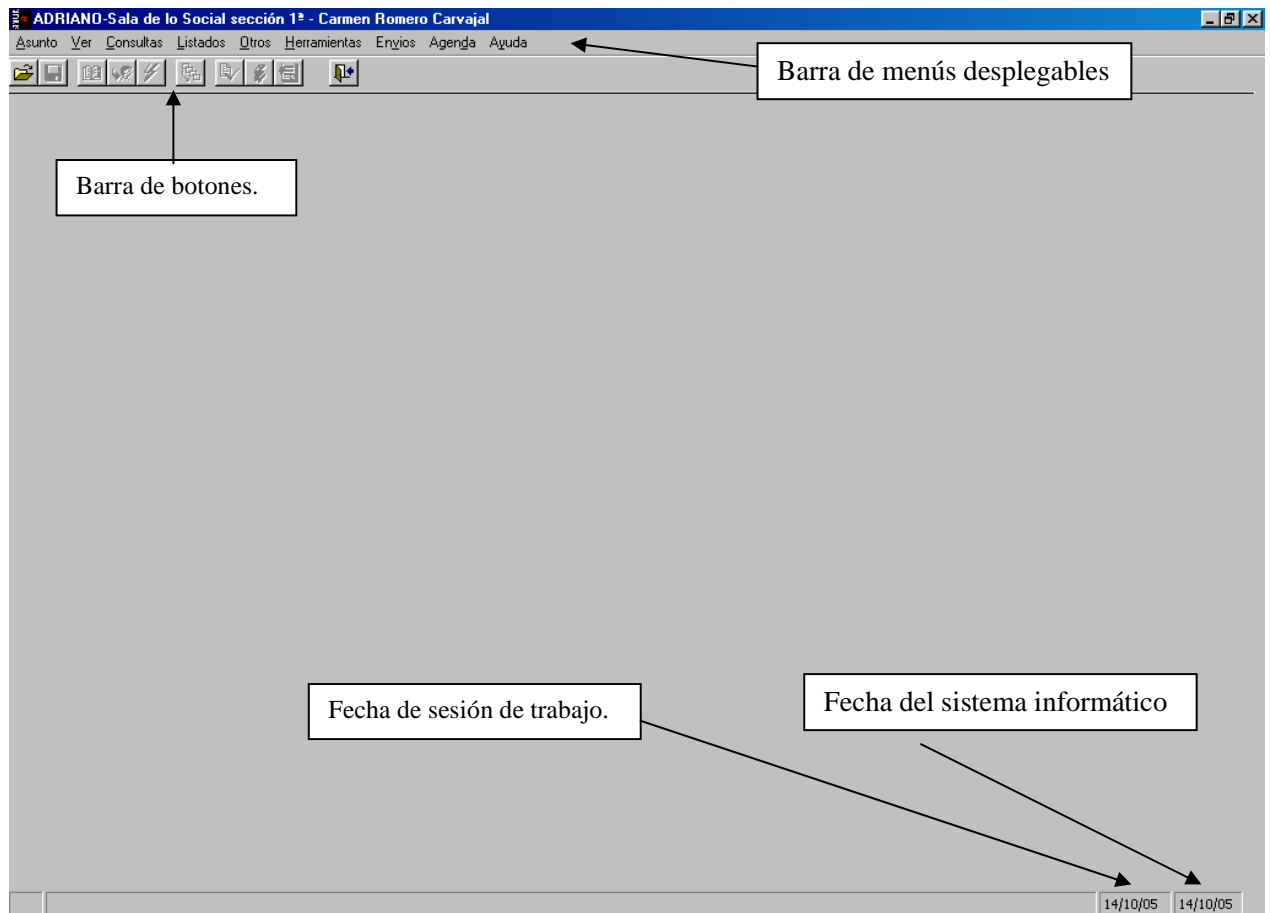 ADRIANO-Sala de lo Social sección 1ª - Carmen Romero Carvajal
Asunto Ver Consultas Listados Otros Herramientas Envios Agenda Ayuda
Barra de menús desplegables
Barra de botones.
Fecha de sesión de trabajo.
Fecha del sistema informático
14/10/05 14/10/05